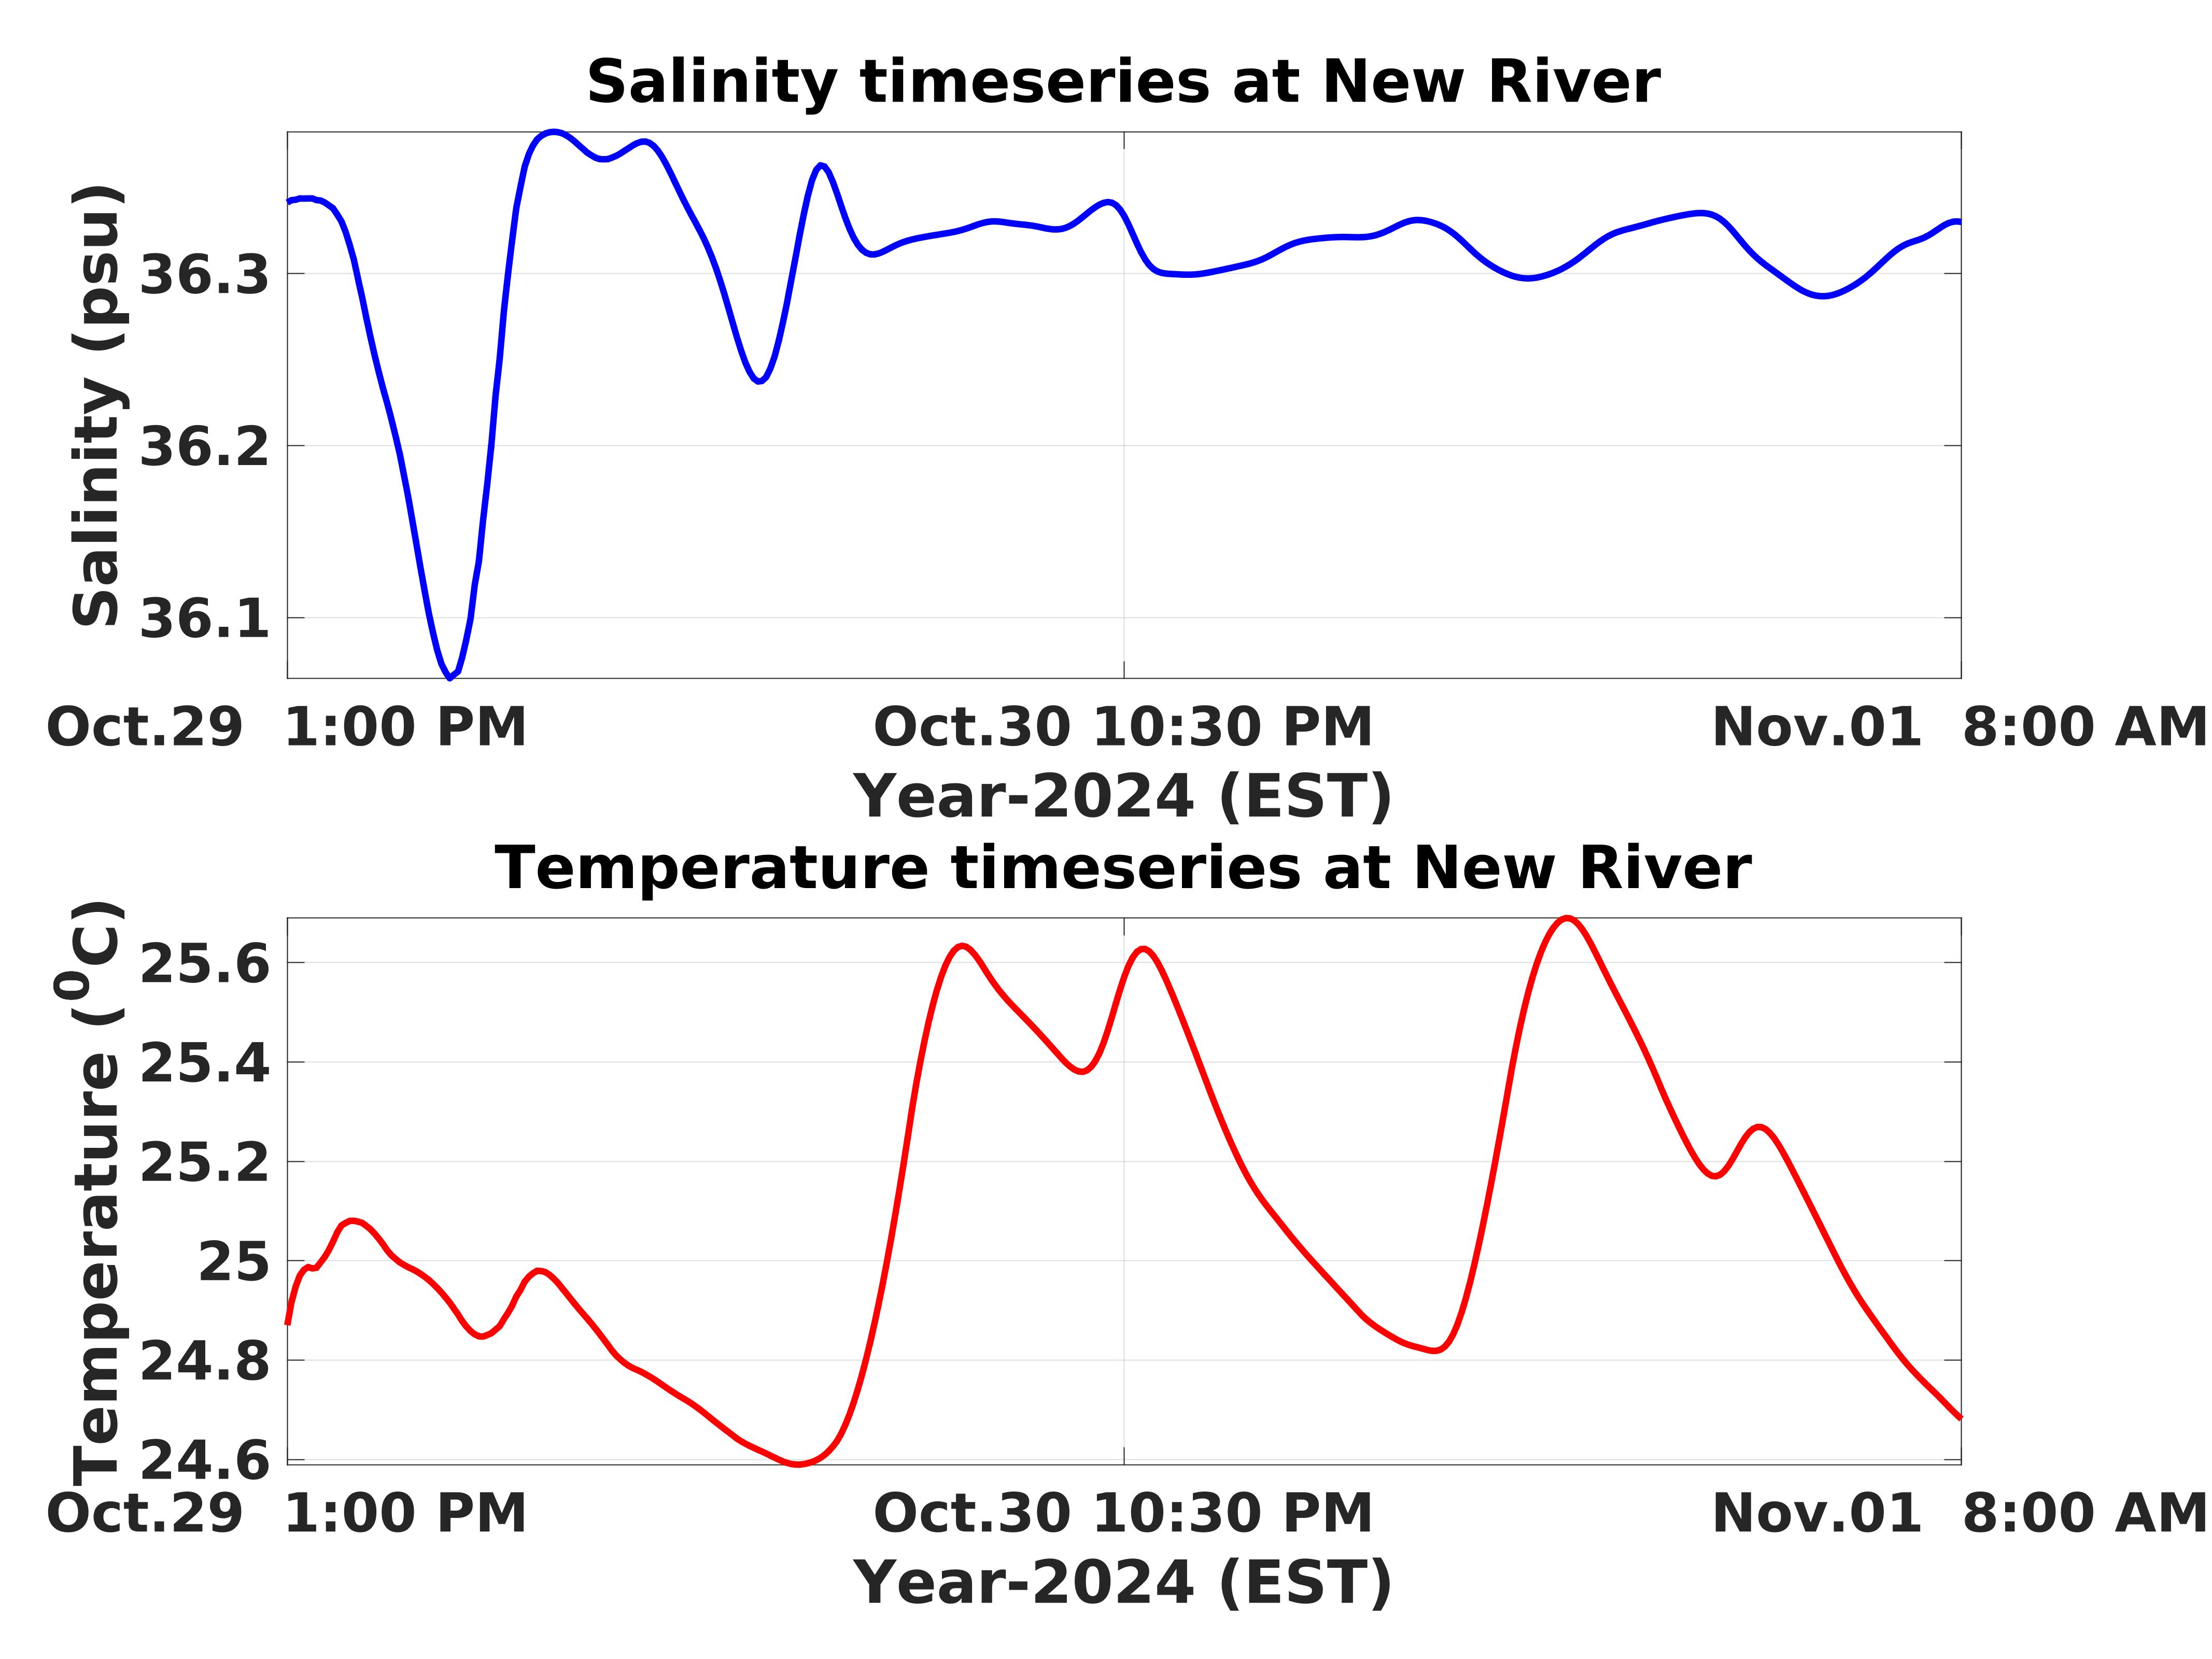 Salinity timeseries at New River
Salinity (psu)
36.3
36.2
36.1
Oct.29  1:00 PM
Oct.30 10:30 PM
Nov.01  8:00 AM
Year-2024 (EST)
Temperature timeseries at New River
Temperature (⁰C)
25.6
25.4
25.2
25
24.8
24.6
Oct.29  1:00 PM
Oct.30 10:30 PM
Nov.01  8:00 AM
Year-2024 (EST)